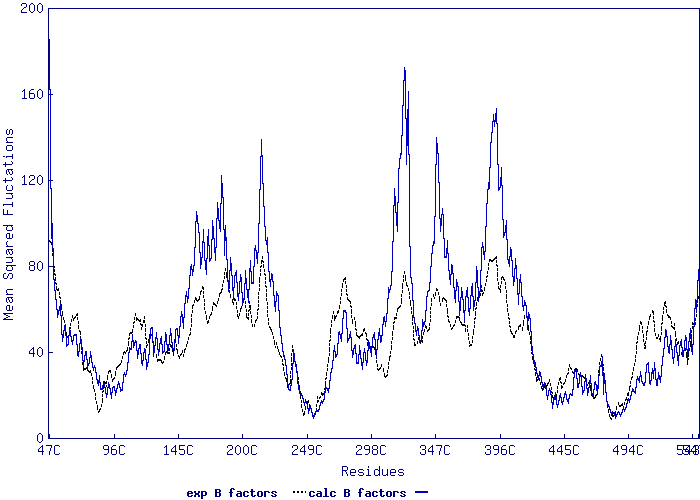 200
160
120
80
40
0
Mean Squared Fluctations
47C 96C 145C 200C 249C 298C 347C 396C 445C 494C
Residues
exp B factors calc B factors